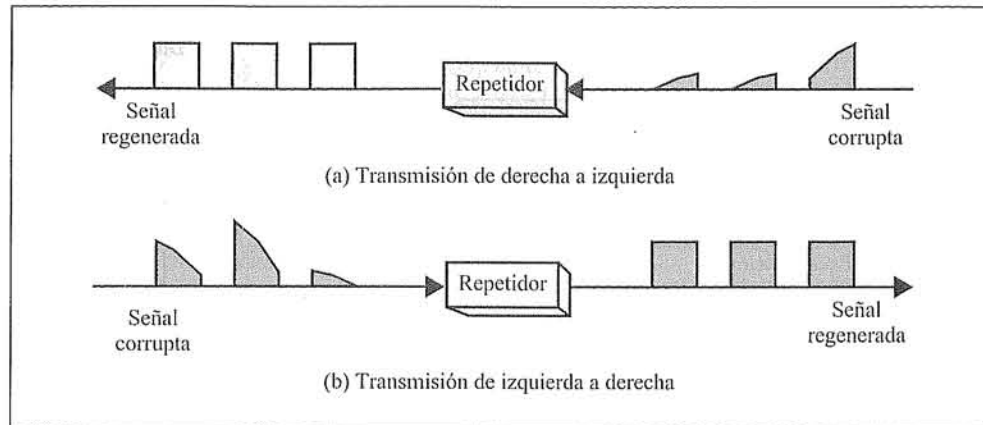 Repetidor
Señal
regenerada
Señal
corrupta
(a) Transmisión de derecha a izquierda
Repetidor
Señal
corrupta
Señal
regenerada
(b) Transmisión de izquierda a derecha